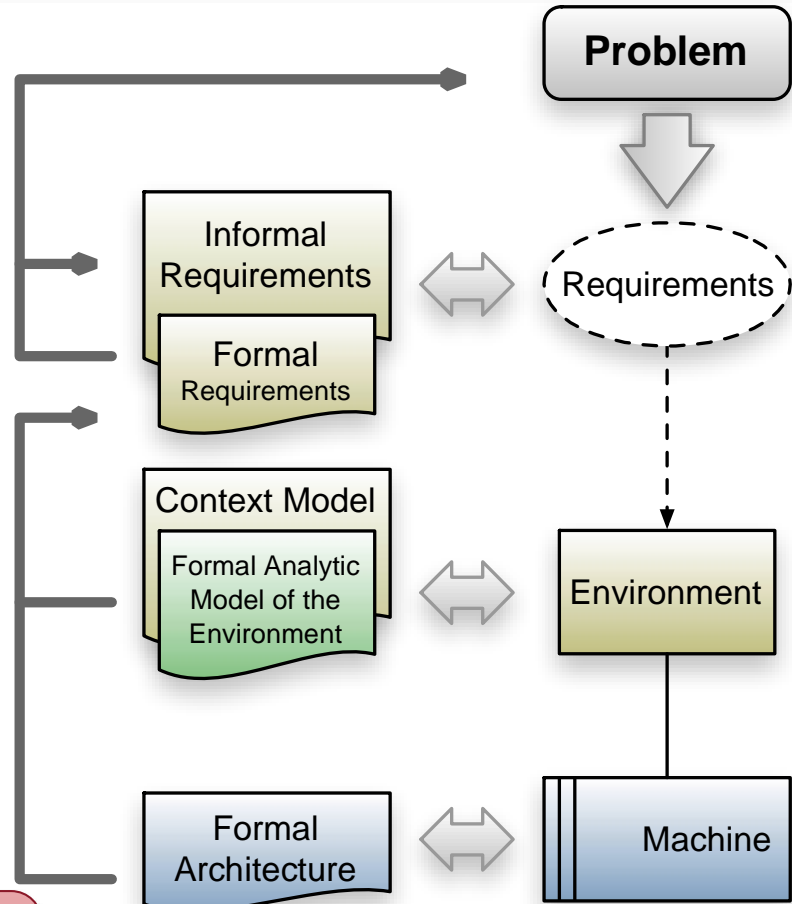 Problem
Informal
Requirements
Requirements
Formal
Requirements
Context Model
Formal Analytic
Model of the
Environment
Environment
Formal
Architecture
Machine